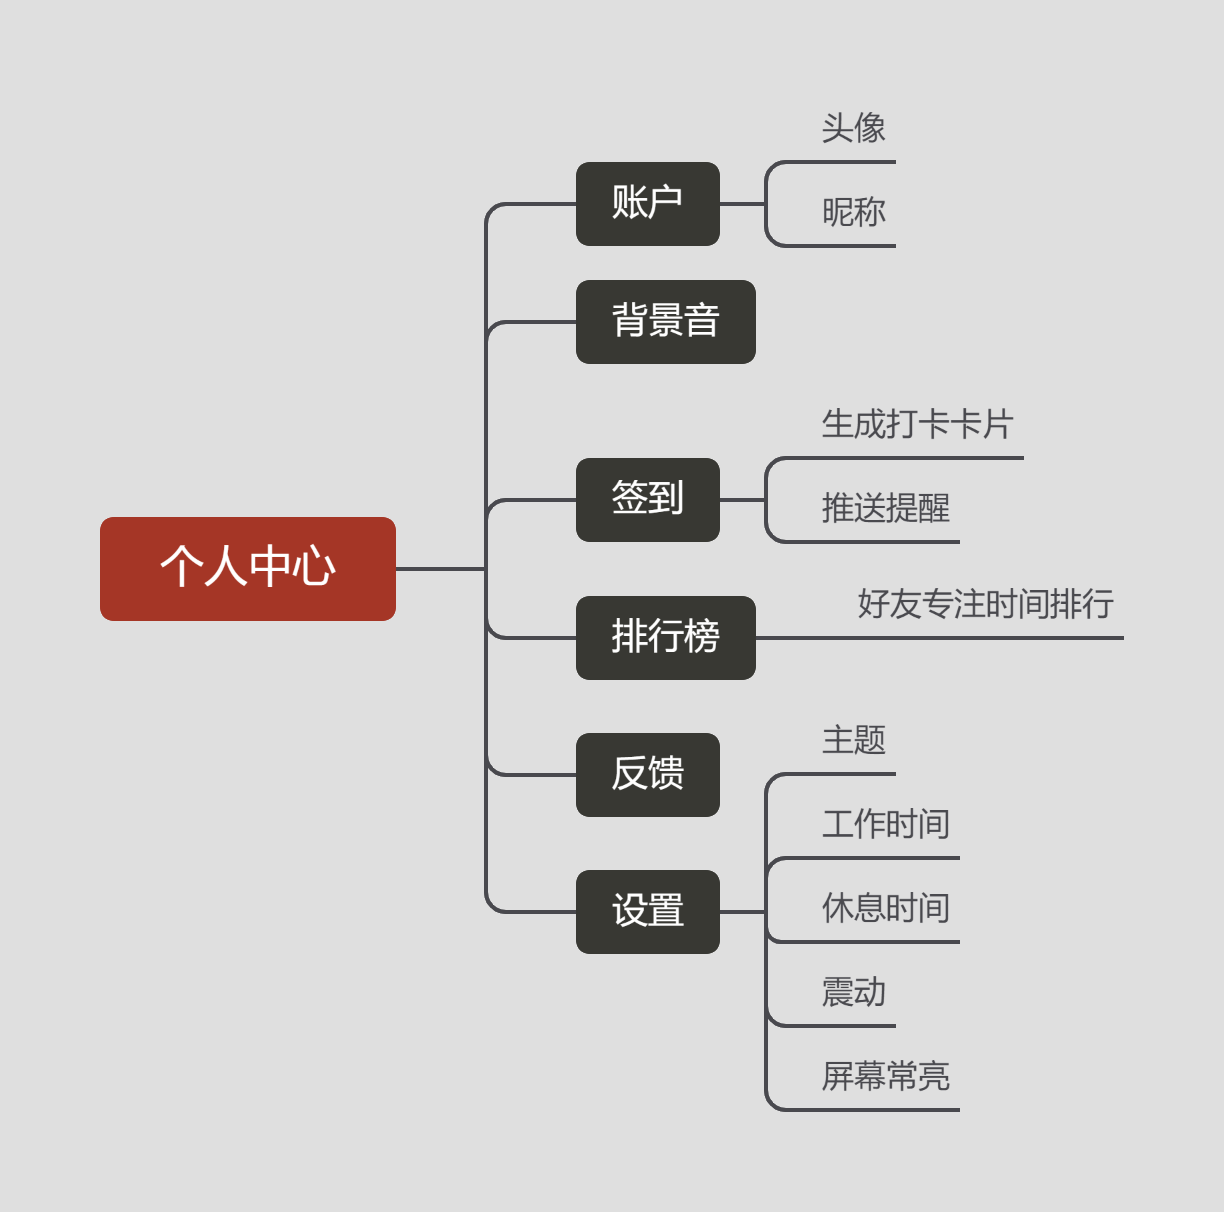 个人中心
账户
头像
昵称
背景音
签到
生成打卡卡片
推送提醒
排行榜
好友专注时间排行
反馈
设置
主题
工作时间
休息时间
震动
屏幕常亮